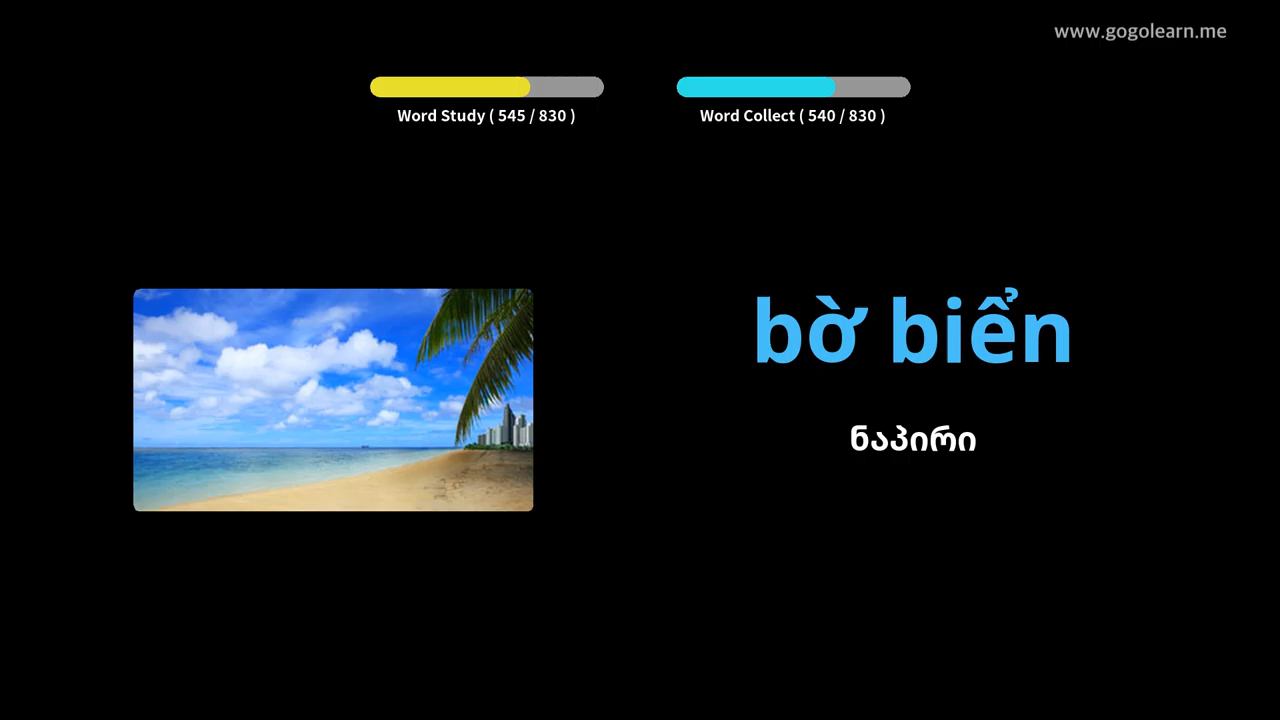 www.gogolearn.me
Word Study ( 545 / 830 )
Word Collect ( 540 / 830 )
bờ biển
ნაპირი